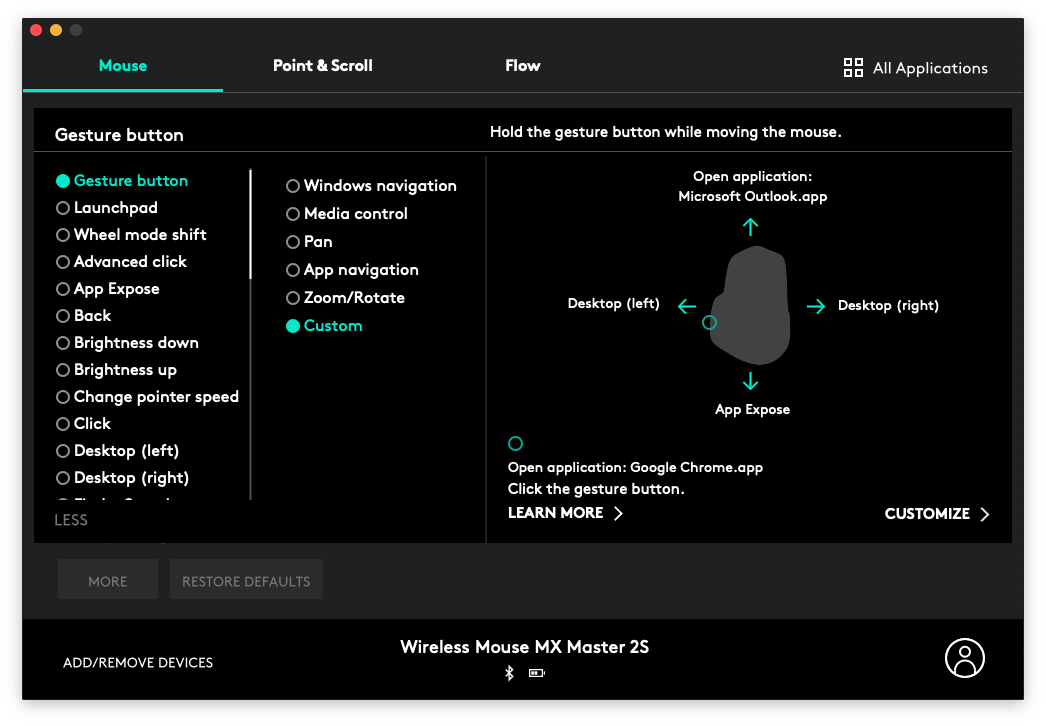 Mouse
Point & Scroll
Flow
All Applications
Gesture button
Hold the gesture button while moving the mouse.
Gesture button
Launchpad
Wheel mode shift
Advanced click
App Expose
Back
Brightness down
Brightness up
Change pointer speed
Click
Desktop (left)
Desktop (right)
LESS
Windows navigation
Media control
Pan
App navigation
Zoom/Rotate
Custom
Open application:
Microsoft Outlook.app
Desktop (left)
Desktop (right)
App Expose
Open application: Google Chrome.app
Click the gesture button.
LEARN MORE
CUSTOMIZE
MORE
RESTORE DEFAULTS
ADD/REMOVE DEVICES
Wireless Mouse MX Master 2S